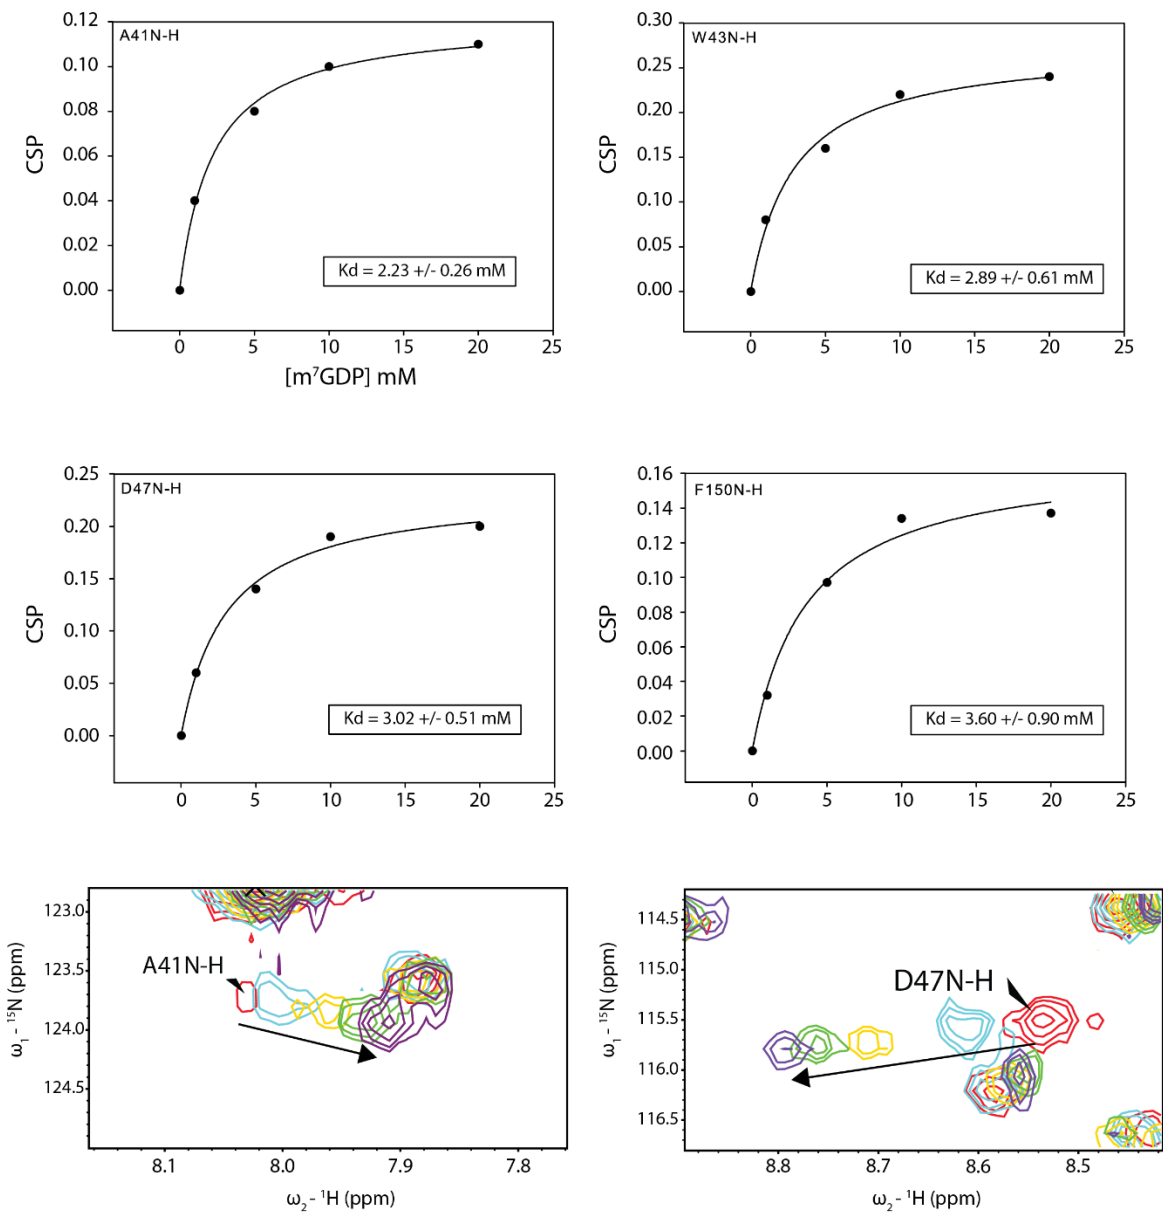 A41N-H
0.12
0.10
0.08
0.06
0.04
0.02
0.00
CSP
Kd = 2.23 +/- 0.26 mM
0 5 10 15 20 25
[m⁷GDP] mM
W43N-H
0.30
0.25
0.20
0.15
0.10
0.05
0.00
CSP
Kd = 2.89 +/- 0.61 mM
0 5 10 15 20 25
D47N-H
0.25
0.20
0.15
0.10
0.05
0.00
CSP
Kd = 3.02 +/- 0.51 mM
0 5 10 15 20 25
F150N-H
0.16
0.14
0.12
0.10
0.08
0.06
0.04
0.02
0.00
CSP
Kd = 3.60 +/- 0.90 mM
0 5 10 15 20 25
123.0
123.5
124.0
124.5
ω₁ - ¹⁵N (ppm)
A41N-H
8.1 8.0 7.9 7.8
ω₂ - ¹H (ppm)
114.5
115.0
115.5
116.0
116.5
ω₁ - ¹⁵N (ppm)
D47N-H
8.8 8.7 8.6 8.5
ω₂ - ¹H (ppm)